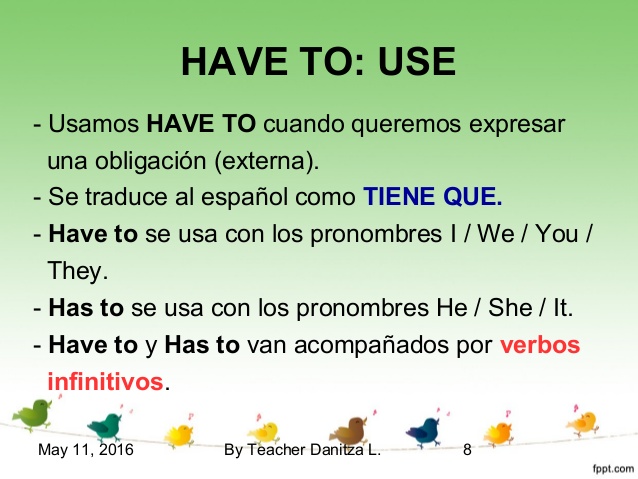 HAVE TO: USE
- Usamos HAVE TO cuando queremos expresar
una obligación (externa).
- Se traduce al español como TIENE QUE.
- Have to se usa con los pronombres I / We / You /
They.
- Has to se usa con los pronombres He / She / It.
- Have to y Has to van acompañados por verbos
infinitivos.
May 11, 2016 By Teacher Danitza L. 8
fppt.com